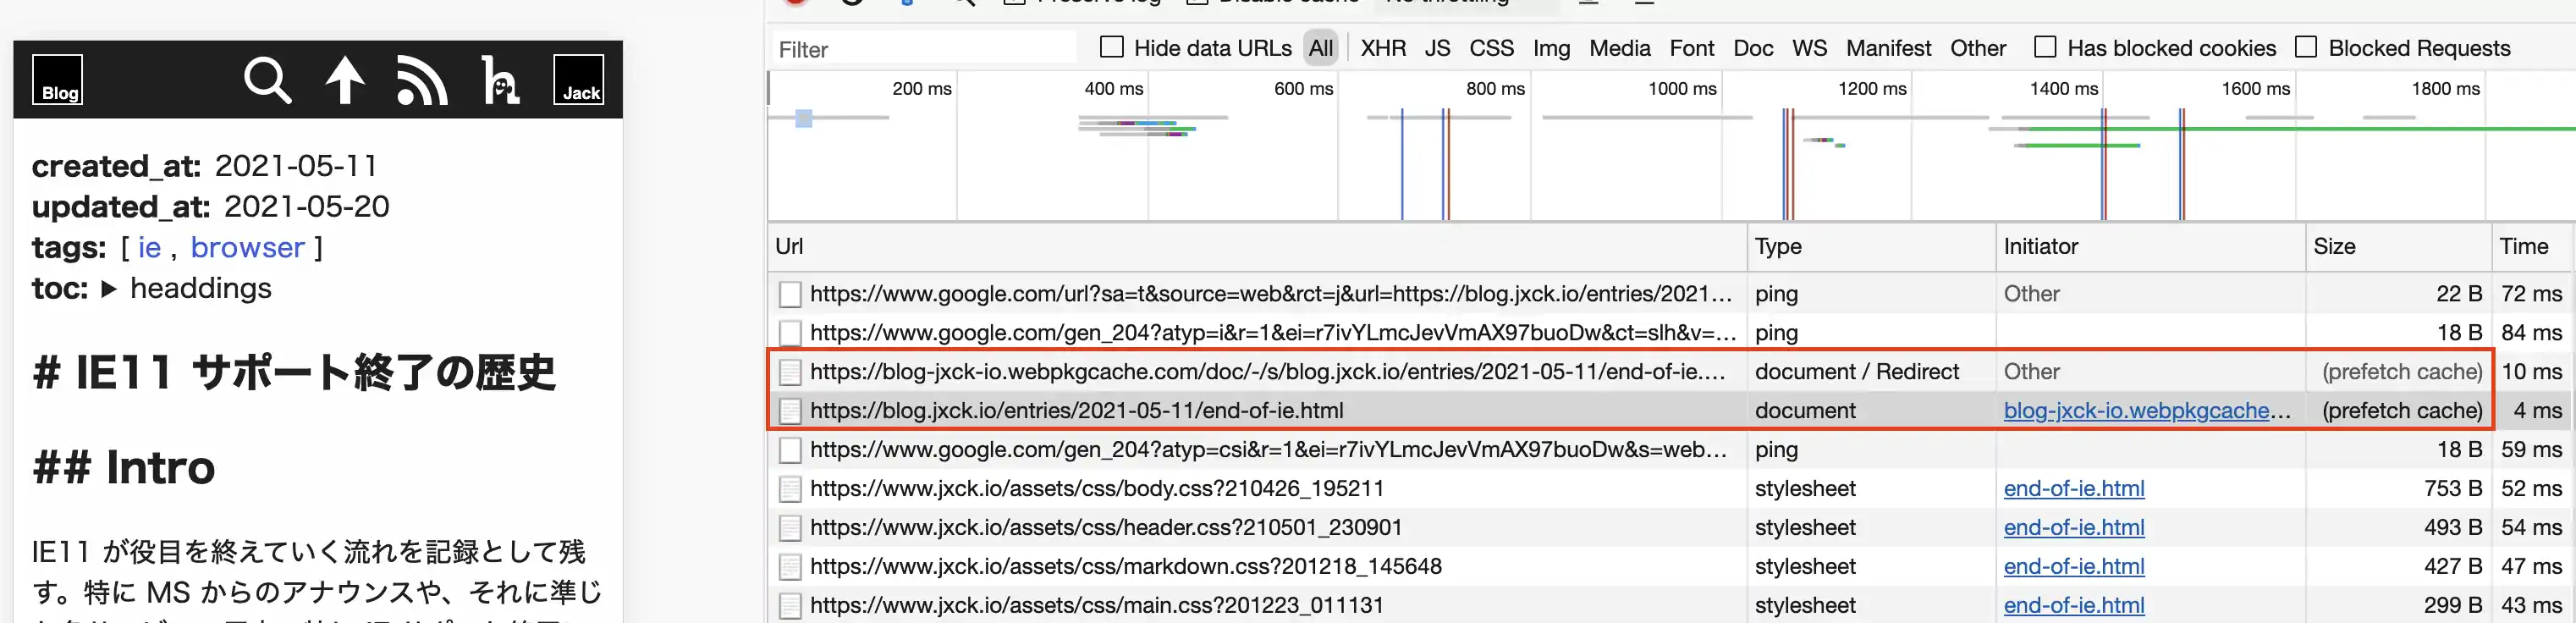 Preserve log Disable cache No throttling
Blog
Jack
created_at: 2021-05-11
updated_at: 2021-05-20
tags: [ ie , browser ]
toc: ▶ headdings
# IE11 サポート終了の歴史
## Intro
IE11 が役目を終えていく流れを記録として残
す。特に MS からのアナウンスや、それに準じ
Filter Hide data URLs All XHR JS CSS Img Media Font Doc WS Manifest Other Has blocked cookies Blocked Requests
200 ms 400 ms 600 ms 800 ms 1000 ms 1200 ms 1400 ms 1600 ms 1800 ms
Url Type Initiator Size Time
https://www.google.com/url?sa=t&source=web&rct=j&url=https://blog.jxck.io/entries/2021... ping Other 22 B 72 ms
https://www.google.com/gen_204?atyp=i&r=1&ei=r7ivYLmcJevVmAX97buoDw&ct=slh&v=... ping 18 B 84 ms
https://blog-jxck-io.webpkgcache.com/doc/-/s/blog.jxck.io/entries/2021-05-11/end-of-ie.... document / Redirect Other (prefetch cache) 10 ms
https://blog.jxck.io/entries/2021-05-11/end-of-ie.html document blog-jxck-io.webpkgcache... (prefetch cache) 4 ms
https://www.google.com/gen_204?atyp=csi&r=1&ei=r7ivYLmcJevVmAX97buoDw&s=web... ping 18 B 59 ms
https://www.jxck.io/assets/css/body.css?210426_195211 stylesheet end-of-ie.html 753 B 52 ms
https://www.jxck.io/assets/css/header.css?210501_230901 stylesheet end-of-ie.html 493 B 54 ms
https://www.jxck.io/assets/css/markdown.css?201218_145648 stylesheet end-of-ie.html 427 B 47 ms
https://www.jxck.io/assets/css/main.css?201223_011131 stylesheet end-of-ie.html 299 B 43 ms